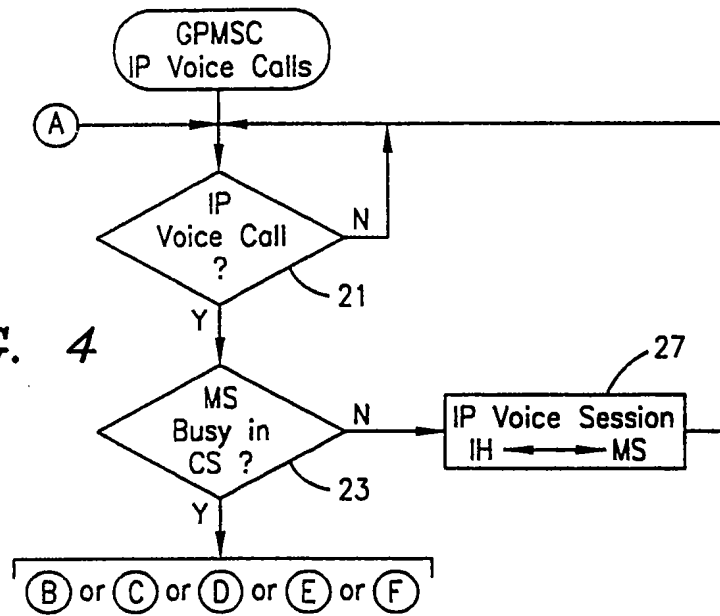 GPMSC
IP Voice Calls
A
IP
Voice Call
?
N
21
Y
G. 4
MS
Busy in
CS ?
N
23
Y
27
IP Voice Session
IH MS
B or C or D or E or F